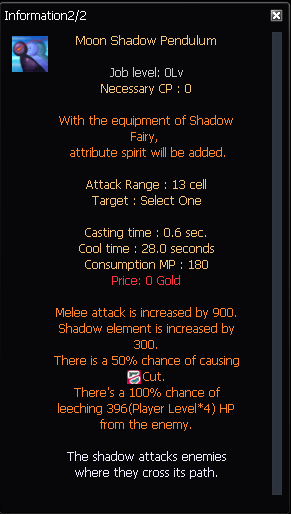 Information2/2
Moon Shadow Pendulum
Job level: 0Lv
Necessary CP : 0
With the equipment of Shadow
Fairy,
attribute spirit will be added.
Attack Range : 13 cell
Target : Select One
Casting time : 0.6 sec.
Cool time : 28.0 seconds
Consumption MP : 180
Price: 0 Gold
Melee attack is increased by 900.
Shadow element is increased by
300.
There is a 50% chance of causing
Cut.
There's a 100% chance of
leeching 396(Player Level*4) HP
from the enemy.
The shadow attacks enemies
where they cross its path.